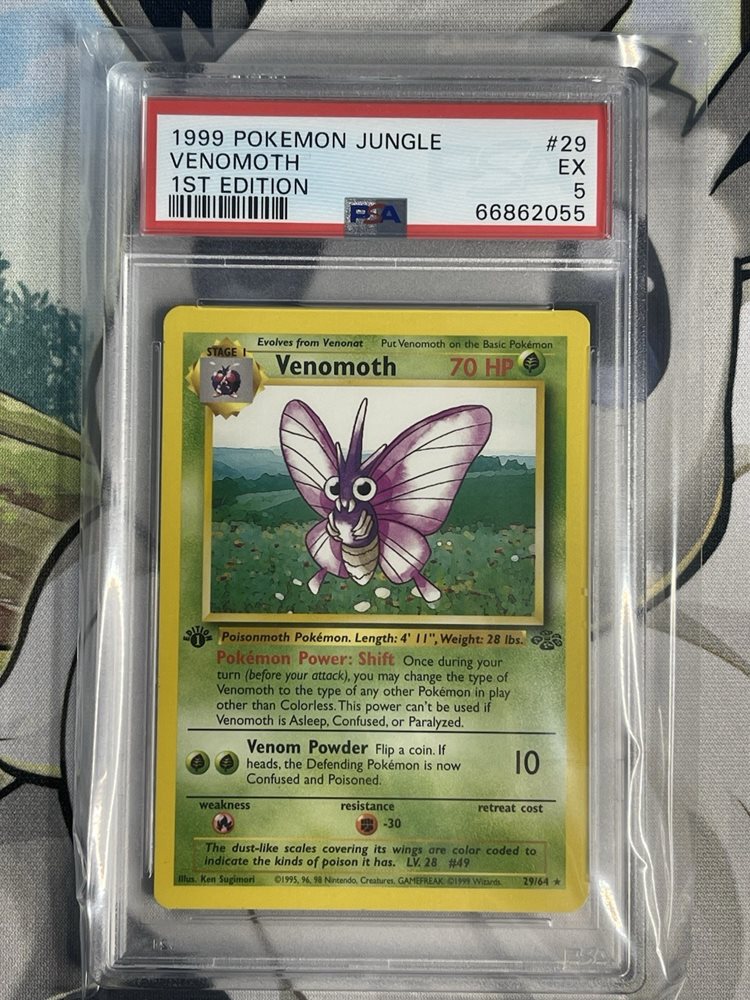 1999 POKEMON JUNGLE #29
VENOMOTH EX
1ST EDITION 5
PSA 66862055
Evolves from Venonat Put Venomoth on the Basic Pokémon
STAGE 1 Venomoth 70 HP
EDITION 1
Poisonmoth Pokémon. Length: 4' 11", Weight: 28 lbs.
Pokémon Power: Shift Once during your
turn (before your attack), you may change the type of
Venomoth to the type of any other Pokémon in play
other than Colorless. This power can't be used if
Venomoth is Asleep, Confused, or Paralyzed.
Venom Powder Flip a coin. If
heads, the Defending Pokémon is now 10
Confused and Poisoned.
weakness resistance retreat cost
-30
The dust-like scales covering its wings are color coded to
indicate the kinds of poison it has. LV. 28 #49
Illus. Ken Sugimori ©1995, 96, 98 Nintendo, Creatures, GAMEFREAK. ©1999 Wizards. 29/64 ★